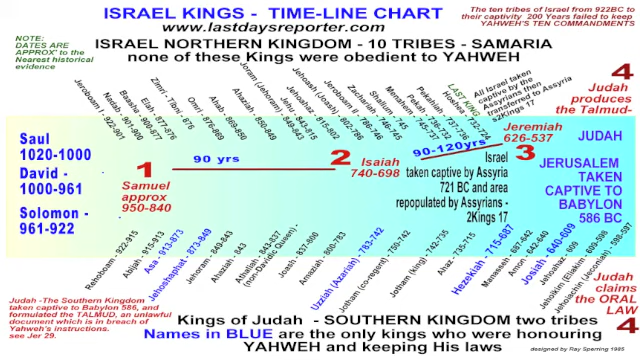 ISRAEL KINGS - TIME-LINE CHART
www.lastdaysreporter.com
The ten tribes of Israel from 922BC to
their captivity 200 Years failed to keep
YAHWEH'S TEN COMMANDMENTS
NOTE:
DATES ARE
APPROX' to the
Nearest historical
evidence
ISRAEL NORTHERN KINGDOM - 10 TRIBES - SAMARIA
none of these Kings were obedient to YAHWEH
Jeroboam I - 922-901
Nadab - 901-900
Baasha - 900-877
Elah - 877-876
Zimri - Tibni - 876
Omri - 876-869
Ahab - 869-850
Ahaziah - 850-849
Joram (Jehoram) - 849-843
Jehu - 843-815
Jehoahaz - 815-802
Jehoash (Joash) - 802-786
Jeroboam II - 786-746
Zachariah - 746-745
Shallum - 745
Menahem - 745-737
Pekahiah - 737-736
Pekah - 736-732
LAST KING
Hoshea - 732-724
All Israel taken
captive by the
Assyrians then
transferred to Assyria
2Kings 17
4
Judah
produces
the Talmud-
Saul
1020-1000
David -
1000-961
Solomon -
961-922
1
Samuel
approx
950-840
90 yrs
2
Isaiah
740-698
90-120yrs
3
Jeremiah
626-537
Israel
taken captive by Assyria
721 BC and area
repopulated by Assyrians -
2Kings 17
JUDAH
JERUSALEM
TAKEN
CAPTIVE TO
BABYLON
586 BC
Rehoboam - 922-915
Abijah - 915-913
Asa - 913-873
Jehoshaphat - 873-849
Jehoram - 849-843
Ahaziah - 843
Athaliah - 843-837
(non-Davidic Queen) -
Joash - 837-800
Amaziah - 800-783
Uzziah (Azariah) - 783-742
Jotham (co-regent) - 750-742
Jotham (king) - 742-735
Ahaz - 735-715
Hezekiah - 715-687
Manasseh - 687-642
Amon - 642-640
Josiah - 640-609
Jehoahaz - 609
Jehoikim (Eliakim - 609-598
Jehoiachin (Jeconiah) - 598-597
Judah -The Southern Kingdom
taken captive to Babylon 586, and
formulated the TALMUD, an unlawful
document which is in breach of
Yahweh's instructions.
see Jer 29.
Judah
claims
the ORAL
LAW
4
Kings of Judah - SOUTHERN KINGDOM two tribes
Names in BLUE are the only kings who were honouring
YAHWEH and keeping His laws
designed by Ray Sperring 1985